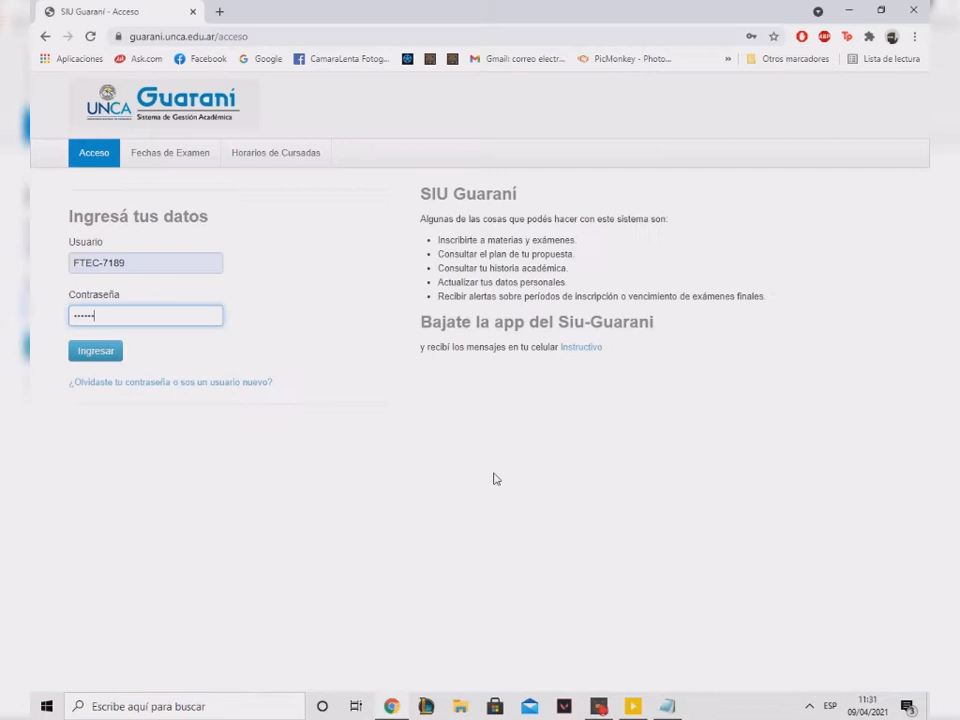 SIU Guaraní - Acceso
guarani.unca.edu.ar/acceso
Aplicaciones Ask.com Facebook Google CamaraLenta Fotog... Gmail: correo electr... PicMonkey - Photo... » Otros marcadores Lista de lectura
UNCA Guaraní
Sistema de Gestión Académica
Acceso Fechas de Examen Horarios de Cursadas
Ingresá tus datos
Usuario
FTEC-7189
Contraseña
••••••
Ingresar
¿Olvidaste tu contraseña o sos un usuario nuevo?
SIU Guaraní
Algunas de las cosas que podés hacer con este sistema son:
• Inscribirte a materias y exámenes.
• Consultar el plan de tu propuesta.
• Consultar tu historia académica.
• Actualizar tus datos personales.
• Recibir alertas sobre períodos de inscripción o vencimiento de exámenes finales.
Bajate la app del Siu-Guarani
y recibí los mensajes en tu celular Instructivo
Escribe aquí para buscar
ESP
11:31
09/04/2021
3